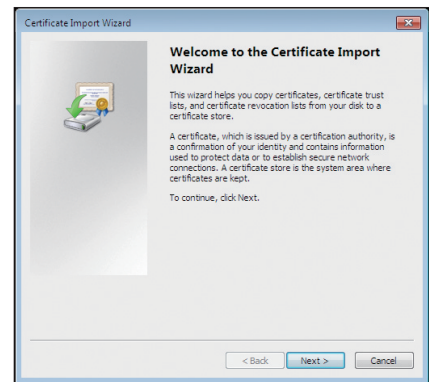 Certificate Import Wizard
Welcome to the Certificate Import
Wizard
This wizard helps you copy certificates, certificate trust
lists, and certificate revocation lists from your disk to a
certificate store.
A certificate, which is issued by a certification authority, is
a confirmation of your identity and contains information
used to protect data or to establish secure network
connections. A certificate store is the system area where
certificates are kept.
To continue, click Next.
< Back Next > Cancel